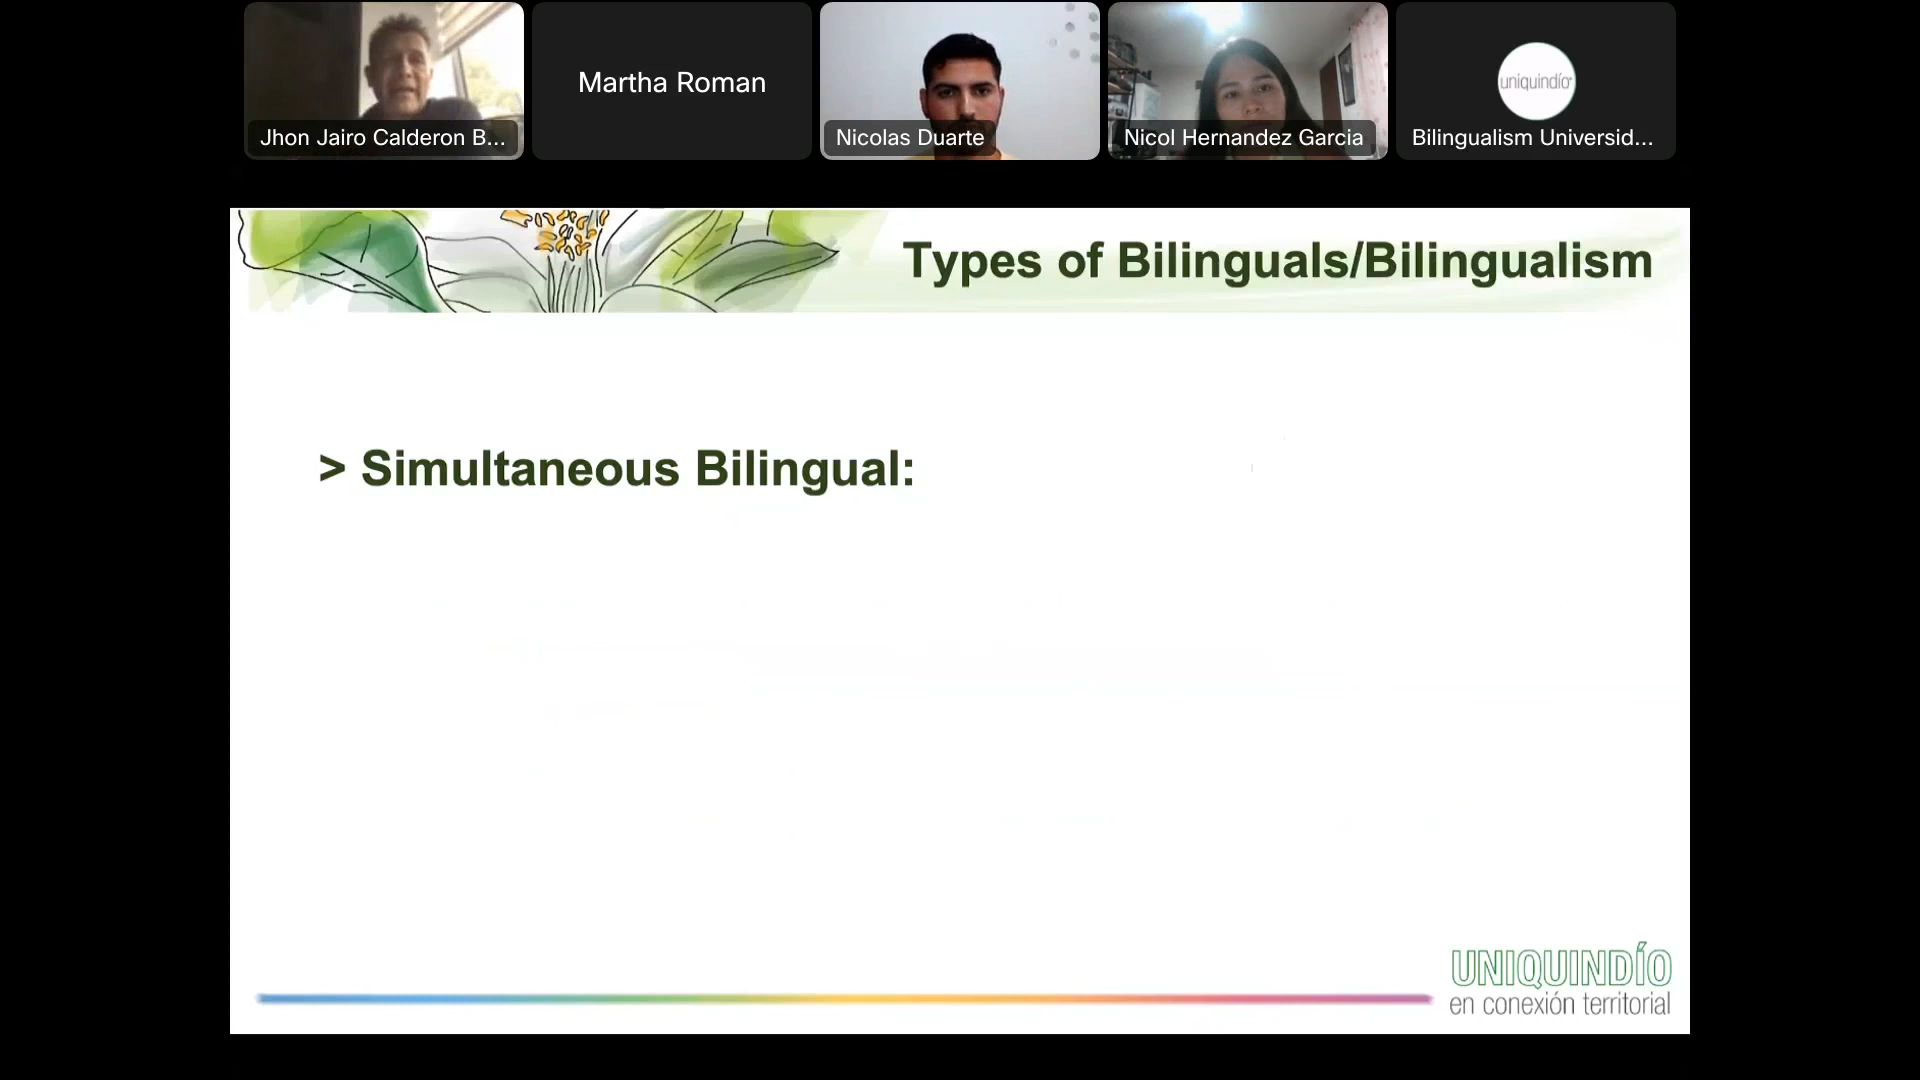 Martha Roman
uniquindío
Jhon Jairo Calderon B...
Nicolas Duarte
Nicol Hernandez Garcia
Bilingualism Universid...
Types of Bilinguals/Bilingualism
> Simultaneous Bilingual:
UNIQUINDÍO
en conexión territorial